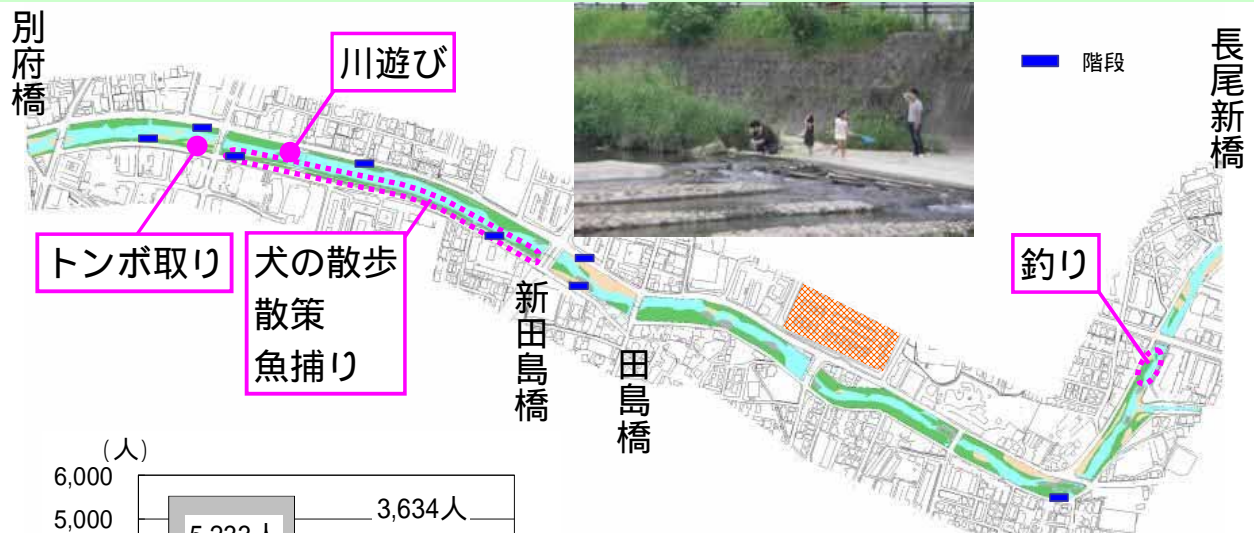 別府橋
川遊び
階段
長尾新橋
トンボ取り
犬の散歩
散策
魚捕り
釣り
新田島橋
田島橋
(人)
6,000
5,000
3,634人